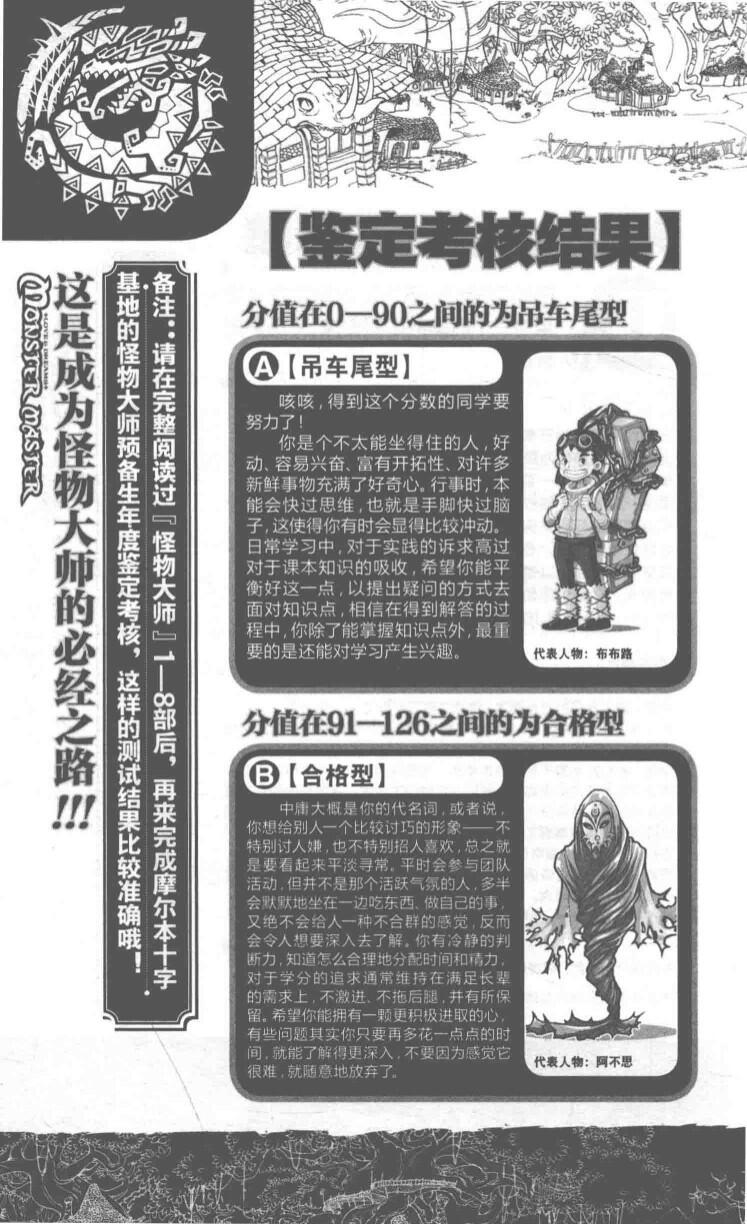 【鉴定考核结果】
分值在0—90之间的为吊车尾型
A【吊车尾型】
咳咳，得到这个分数的同学要
努力了！
你是个不太能坐得住的人，好
动、容易兴奋、富有开拓性、对许多
新鲜事物充满了好奇心。行事时，本
能会快过思维，也就是手脚快过脑
子，这使得你有时会显得比较冲动。
日常学习中，对于实践的诉求高过
对于课本知识的吸收，希望你能平
衡好这一点，以提出疑问的方式去
面对知识点，相信在得到解答的过
程中，你除了能掌握知识点外，最重
要的是还能对学习产生兴趣。
代表人物：布布路
分值在91—126之间的为合格型
B【合格型】
中庸大概是你的代名词，或者说，
你想给别人一个比较讨巧的形象——不
特别讨人嫌，也不特别招人喜欢，总之就
是要看起来平淡寻常。平时会参与团队
活动，但并不是那个活跃气氛的人，多半
会默默地坐在一边吃东西、做自己的事，
又绝不会给人一种不合群的感觉，反而
会令人想要深入去了解。你有冷静的判
断力，知道怎么合理地分配时间和精力，
对于学分的追求通常维持在满足长辈
的需求上，不激进、不拖后腿，并有所保
留。希望你能拥有一颗更积极进取的心，
有些问题其实你只要再多花一点点的时
间，就能了解得更深入，不要因为感觉它
很难，就随意地放弃了。
代表人物：阿不思
备注：请在完整阅读过『怪物大师』1—8部后，再来完成摩尔本十字
基地的怪物大师预备生年度鉴定考核，这样的测试结果比较准确哦！
这是成为怪物大师的必经之路！！！
LOVE & DREAMS
MONSTER MASTER